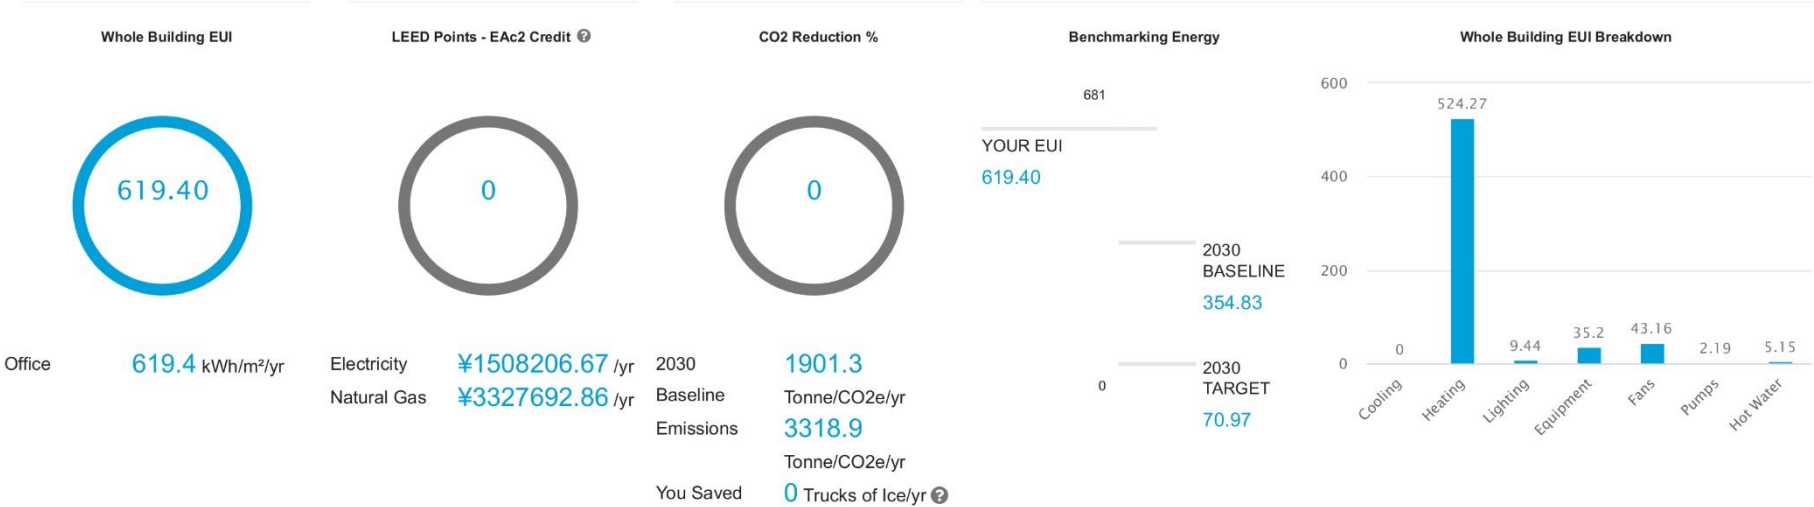 Whole Building EUI
619.40
Office 619.4 kWh/m²/yr
LEED Points - EAc2 Credit ?
0
Electricity ¥1508206.67 /yr
Natural Gas ¥3327692.86 /yr
CO2 Reduction %
0
2030 1901.3
Baseline Tonne/CO2e/yr
Emissions 3318.9
Tonne/CO2e/yr
You Saved 0 Trucks of Ice/yr ?
Benchmarking Energy
681
YOUR EUI
619.40
2030
BASELINE
354.83
2030
TARGET
0
70.97
Whole Building EUI Breakdown
600
400
200
0
0
524.27
9.44
35.2
43.16
2.19
5.15
Cooling
Heating
Lighting
Equipment
Fans
Pumps
Hot Water